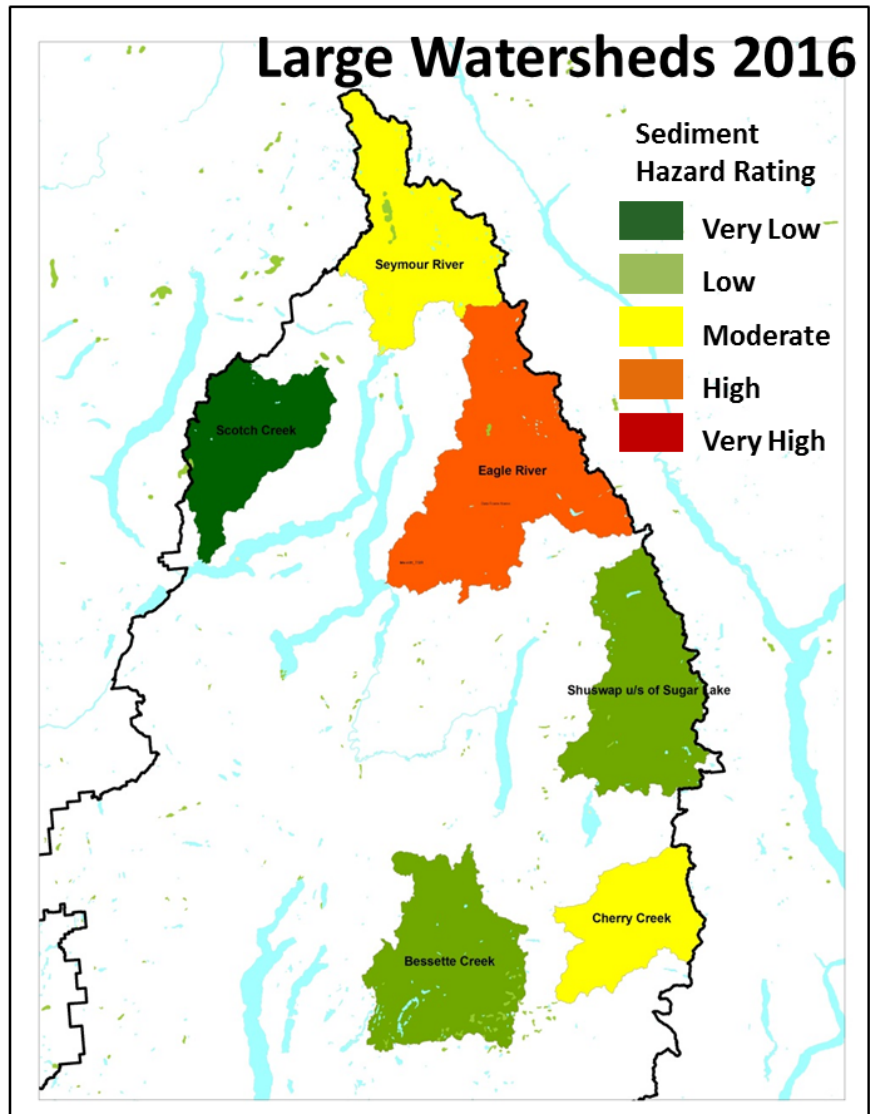 Large Watersheds 2016
Sediment
Hazard Rating
Very Low
Low
Moderate
High
Very High
Seymour River
Scotch Creek
Eagle River
Shuswap u/s of Sugar Lake
Cherry Creek
Bessette Creek